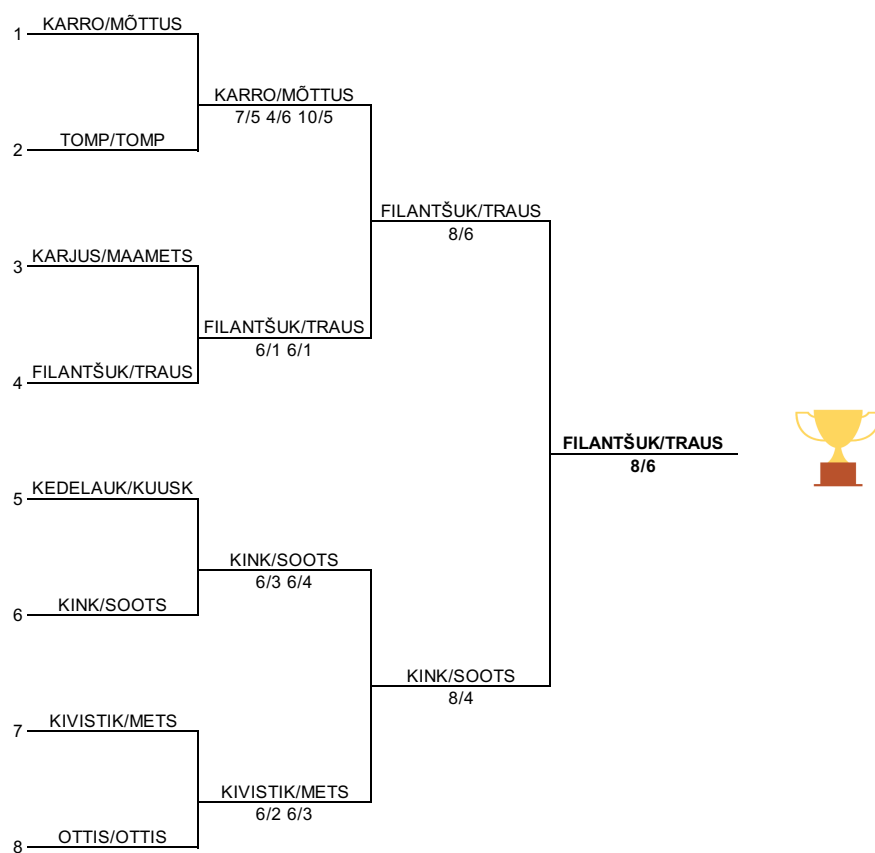 KARRO/MÕTTUS
1
KARRO/MÕTTUS
7/5 4/6 10/5
TOMP/TOMP
2
FILANTŠUK/TRAUS
8/6
KARJUS/MAAMETS
3
FILANTŠUK/TRAUS
6/1 6/1
FILANTŠUK/TRAUS
4
FILANTŠUK/TRAUS
8/6
KEDELAUK/KUUSK
5
KINK/SOOTS
6/3 6/4
KINK/SOOTS
6
KINK/SOOTS
8/4
KIVISTIK/METS
7
KIVISTIK/METS
6/2 6/3
OTTIS/OTTIS
8